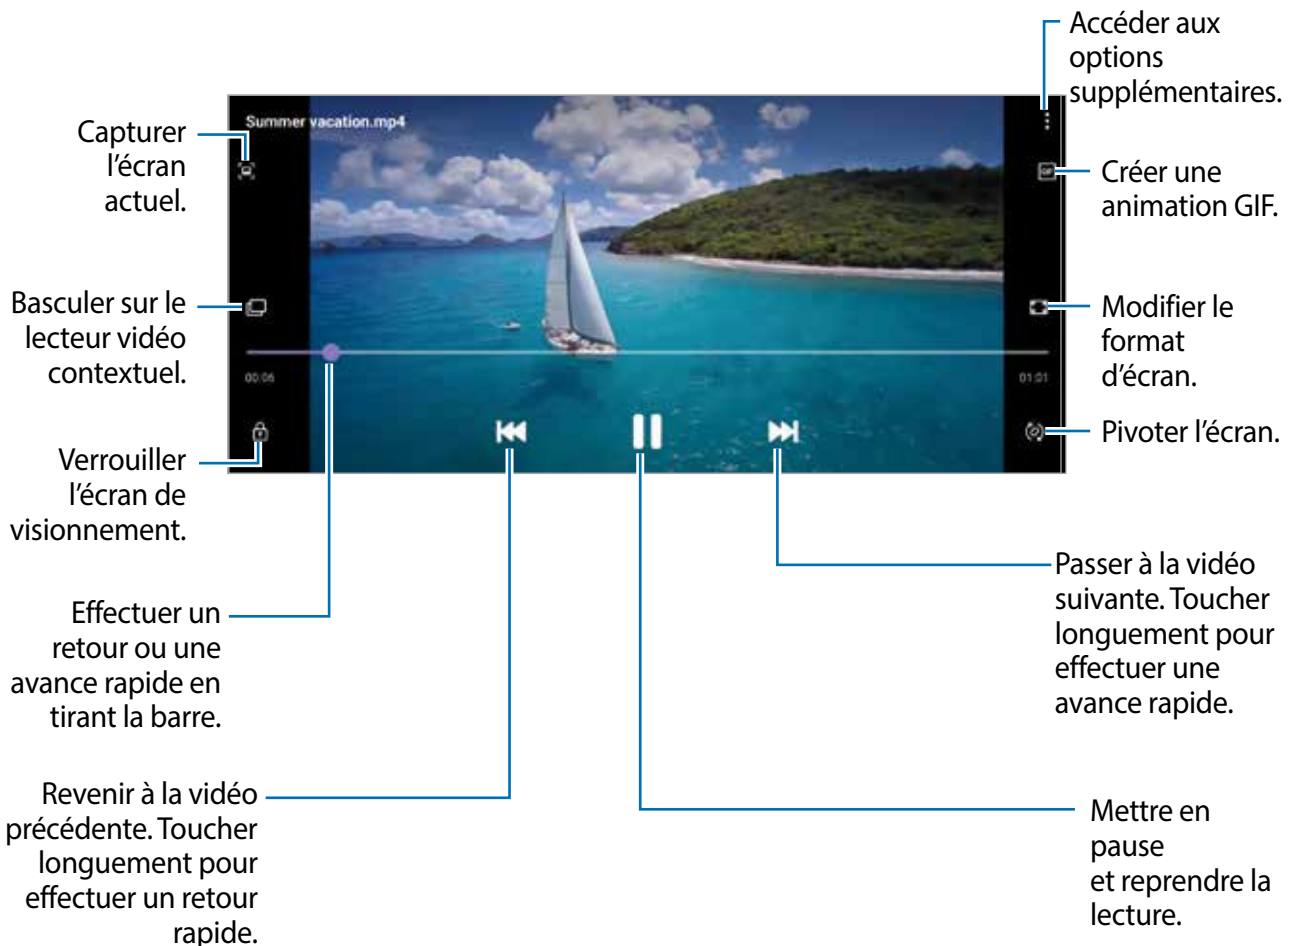 Accéder aux
options
supplémentaires.
Summer vacation.mp4
Capturer
l'écran
actuel.
GIF
Créer une
animation GIF.
Basculer sur le
lecteur vidéo
contextuel.
Modifier le
format
d'écran.
00:06
01:01
Pivoter l'écran.
Verrouiller
l'écran de
visionnement.
Passer à la vidéo
suivante. Toucher
longuement pour
effectuer une
avance rapide.
Effectuer un
retour ou une
avance rapide en
tirant la barre.
Revenir à la vidéo
précédente. Toucher
longuement pour
effectuer un retour
rapide.
Mettre en
pause
et reprendre la
lecture.